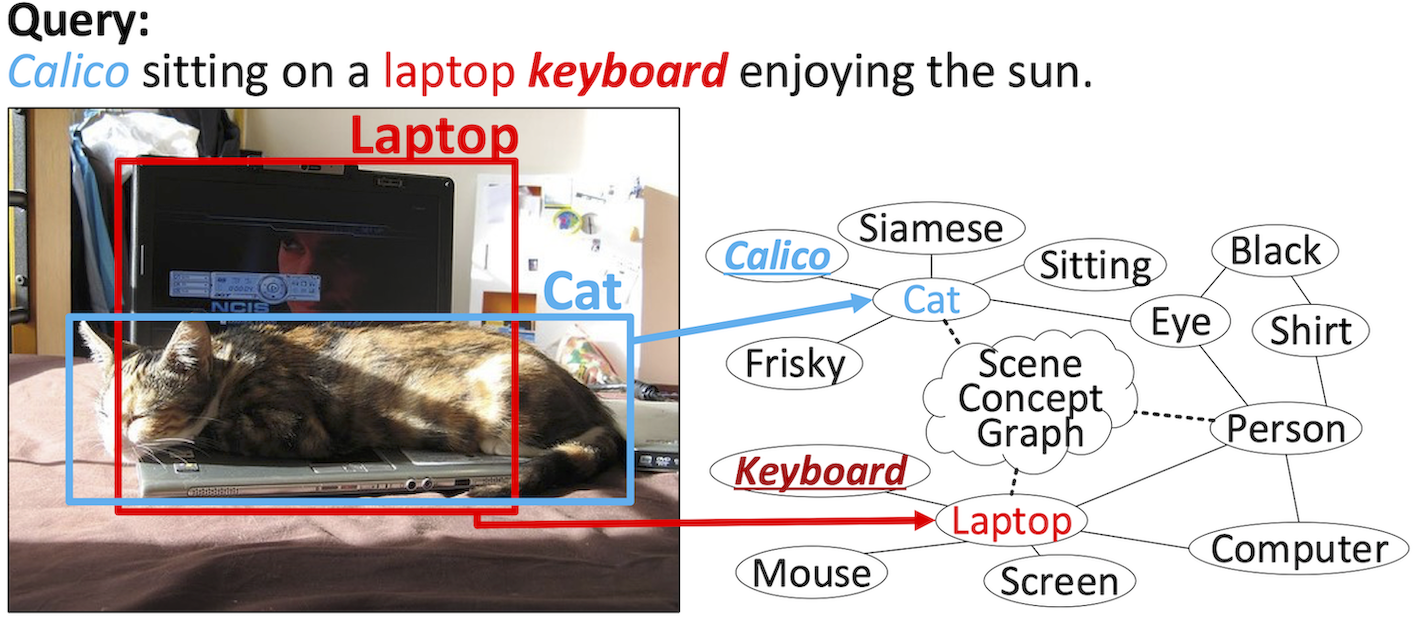 Query:
Calico sitting on a laptop keyboard enjoying the sun.
Laptop
Cat
NCIS
Siamese
Calico
Sitting
Black
Cat
Eye
Shirt
Frisky
Scene
Concept
Graph
Person
Keyboard
Laptop
Computer
Mouse
Screen